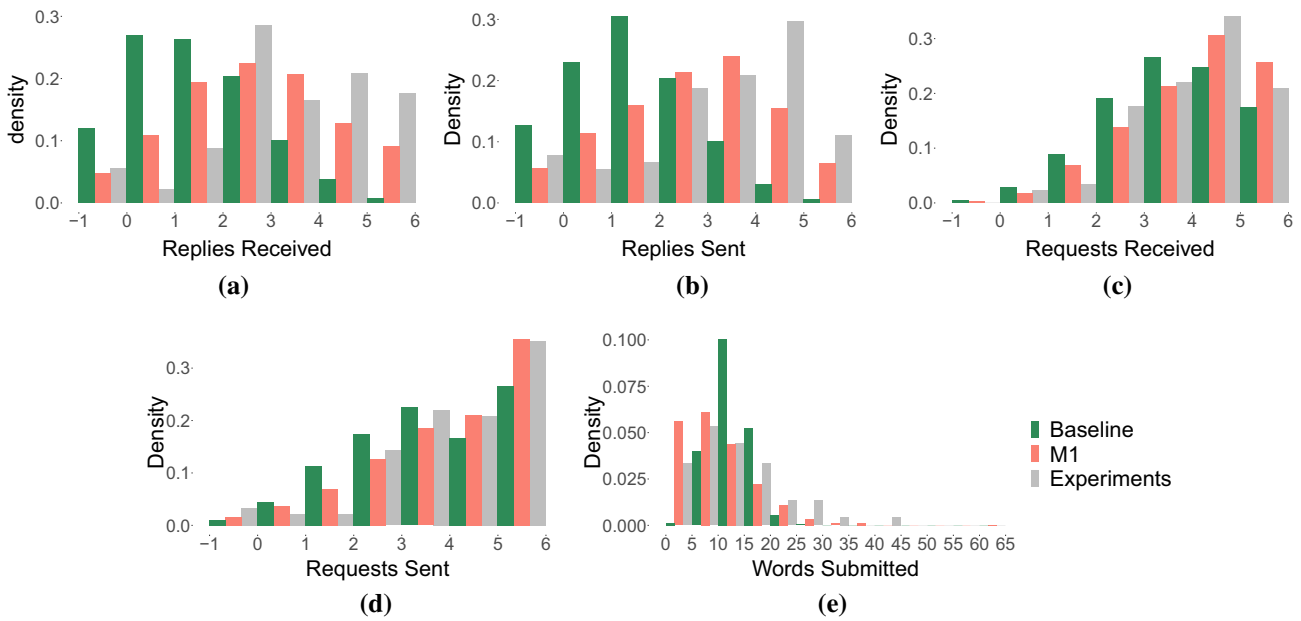 0.3
0.2
0.1
0.0
density
−1 0 1 2 3 4 5 6
Replies Received
(a)
0.3
0.2
0.1
0.0
Density
−1 0 1 2 3 4 5 6
Replies Sent
(b)
0.3
0.2
0.1
0.0
Density
−1 0 1 2 3 4 5 6
Requests Received
(c)
0.3
0.2
0.1
0.0
Density
−1 0 1 2 3 4 5 6
Requests Sent
(d)
0.100
0.075
0.050
0.025
0.000
Density
0 5 10 15 20 25 30 35 40 45 50 55 60 65
Words Submitted
(e)
Baseline
M1
Experiments